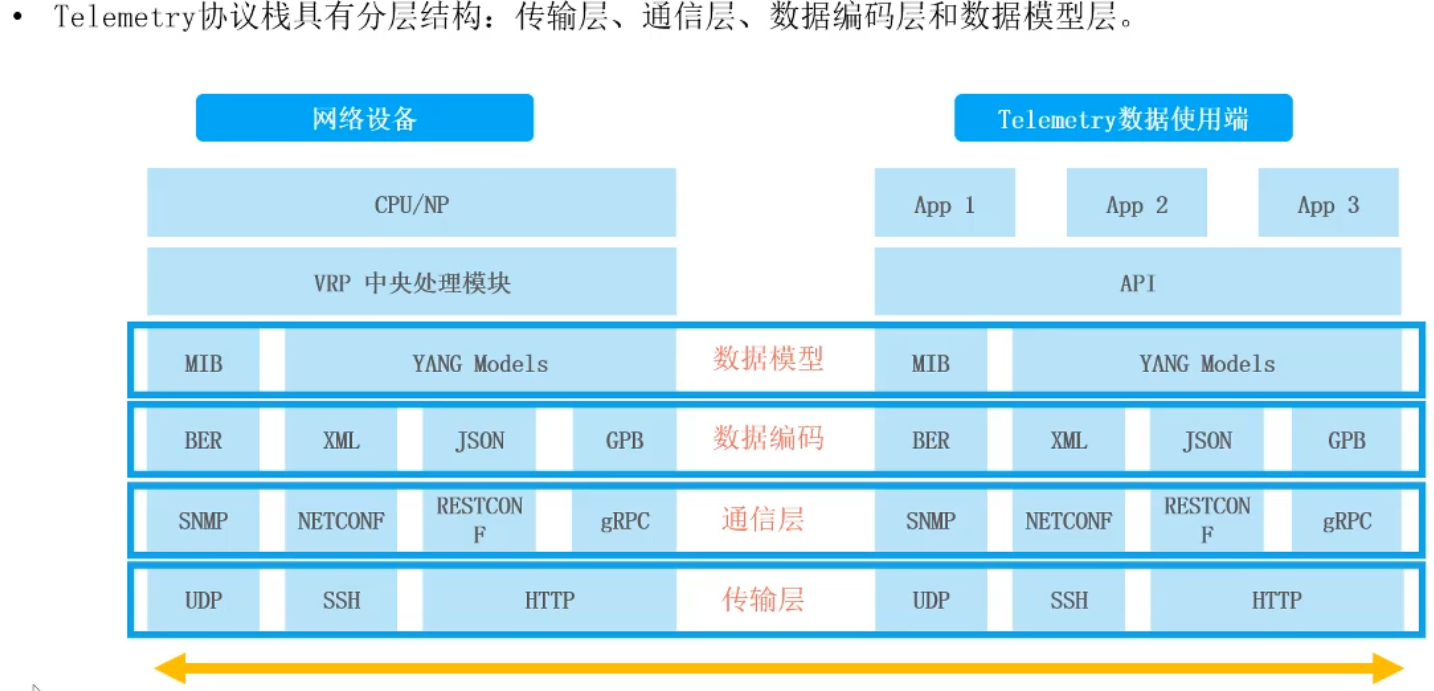 • Telemetry协议栈具有分层结构：传输层、通信层、数据编码层和数据模型层。
网络设备 Telemetry数据使用端
CPU/NP App 1 App 2 App 3
VRP 中央处理模块 API
MIB YANG Models 数据模型 MIB YANG Models
BER XML JSON GPB 数据编码 BER XML JSON GPB
SNMP NETCONF RESTCON
F gRPC 通信层 SNMP NETCONF RESTCON
F gRPC
UDP SSH HTTP 传输层 UDP SSH HTTP